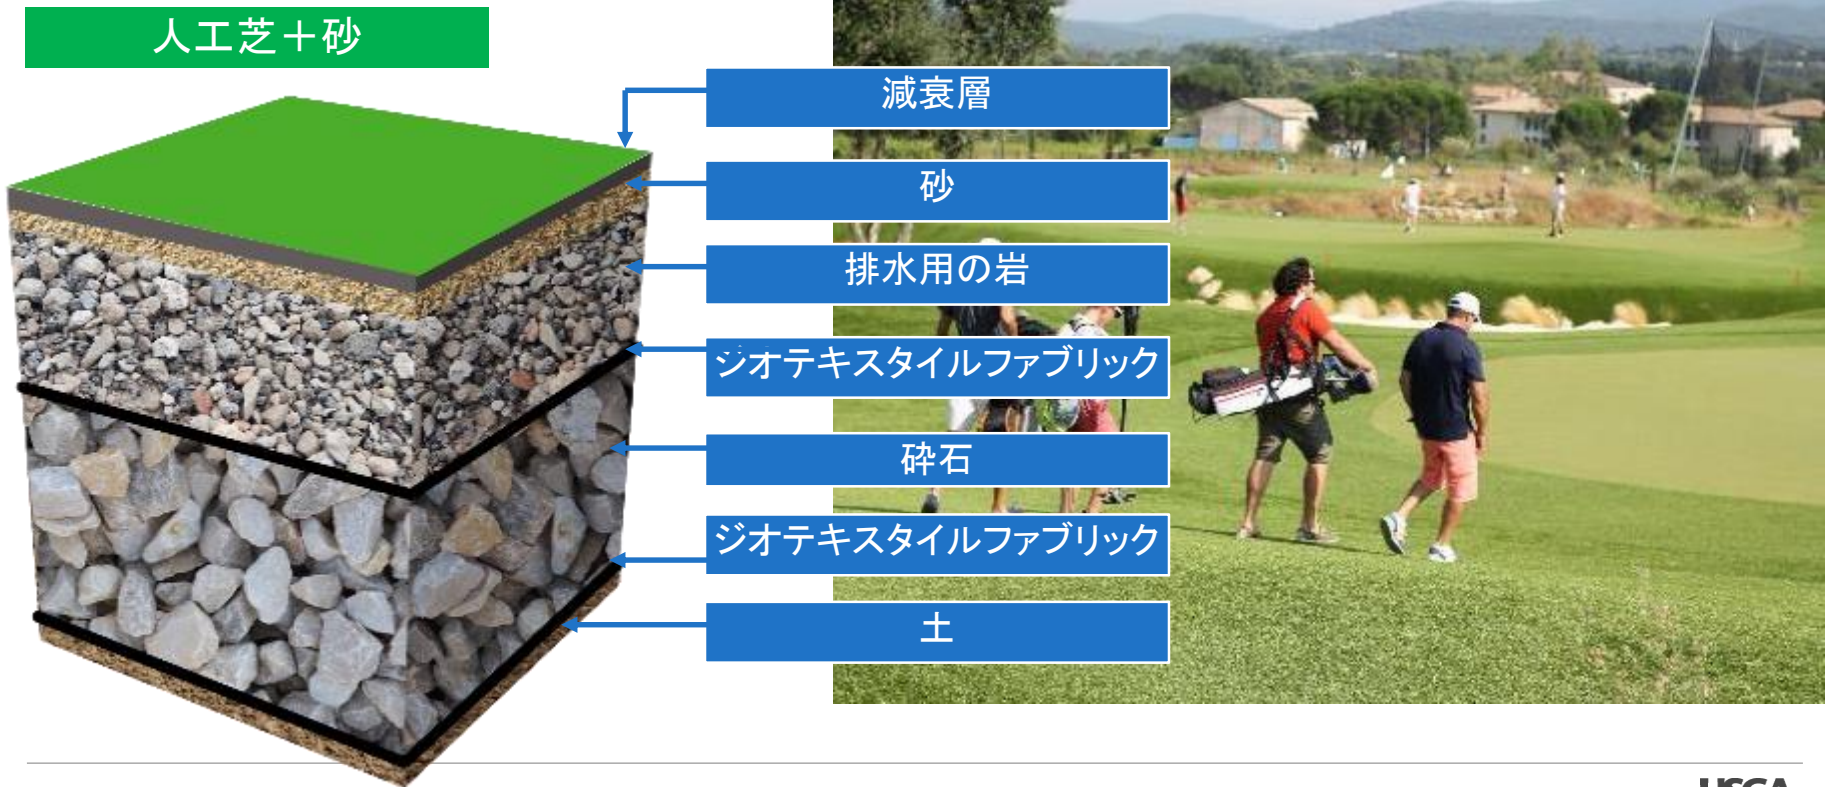 人工芝＋砂
減衰層
砂
排水用の岩
ジオテキスタイルファブリック
砕石
ジオテキスタイルファブリック
土